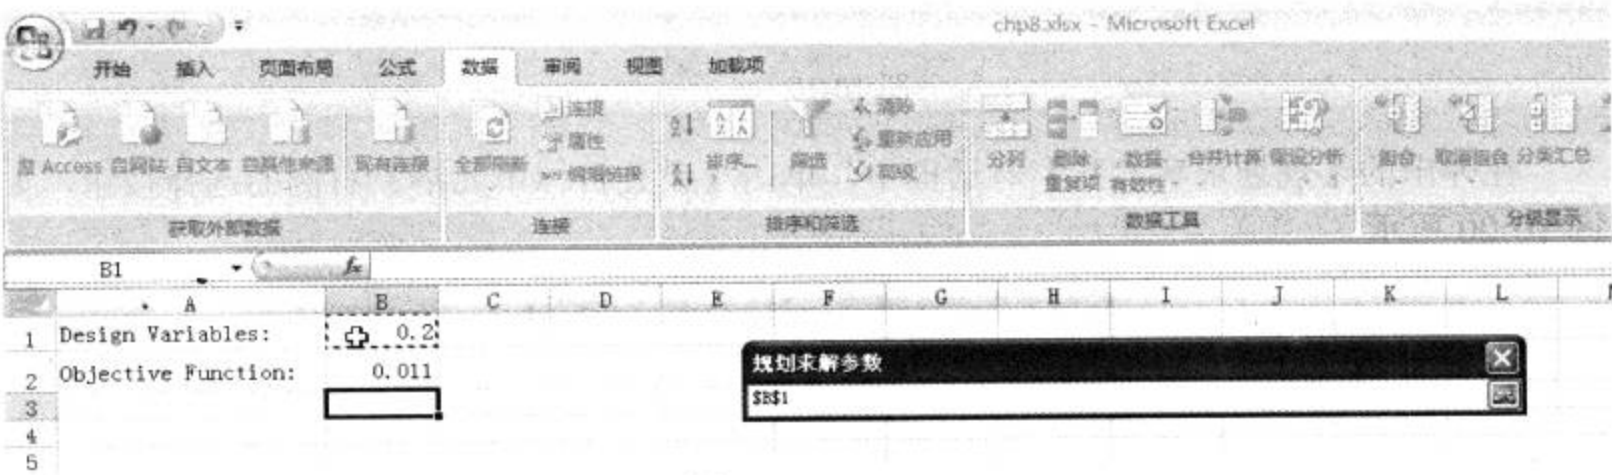 chp8.xlsx - Microsoft Excel
开始 插入 页面布局 公式 数据 审阅 视图 加载项
Access 自网站 自文本 自其他来源 现有连接 全部刷新 连接 属性 编辑链接 排序... 筛选 清除 重新应用 高级 分列 删除 重复项 数据 有效性 合并计算 假设分析 组合 取消组合 分类汇总
获取外部数据 连接 排序和筛选 数据工具 分级显示
B1 fx
A B C D E F G H I J K L
1 Design Variables: 0.2
2 Objective Function: 0.011
3
4
5
规划求解参数
$B$1